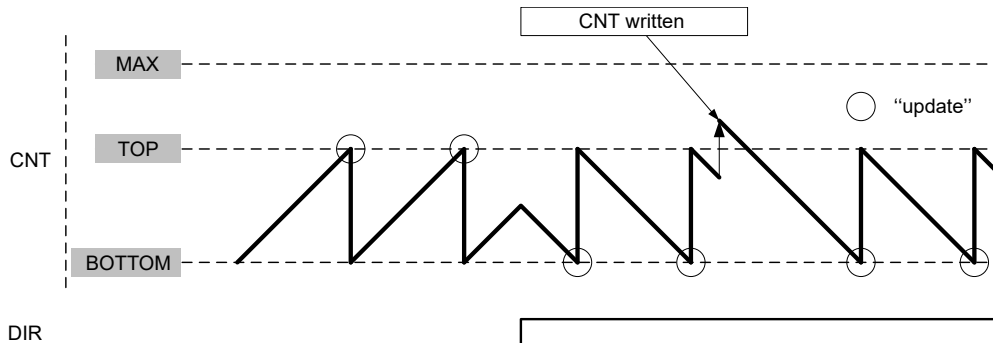 CNT written
MAX
"update"
TOP
CNT
BOTTOM
DIR